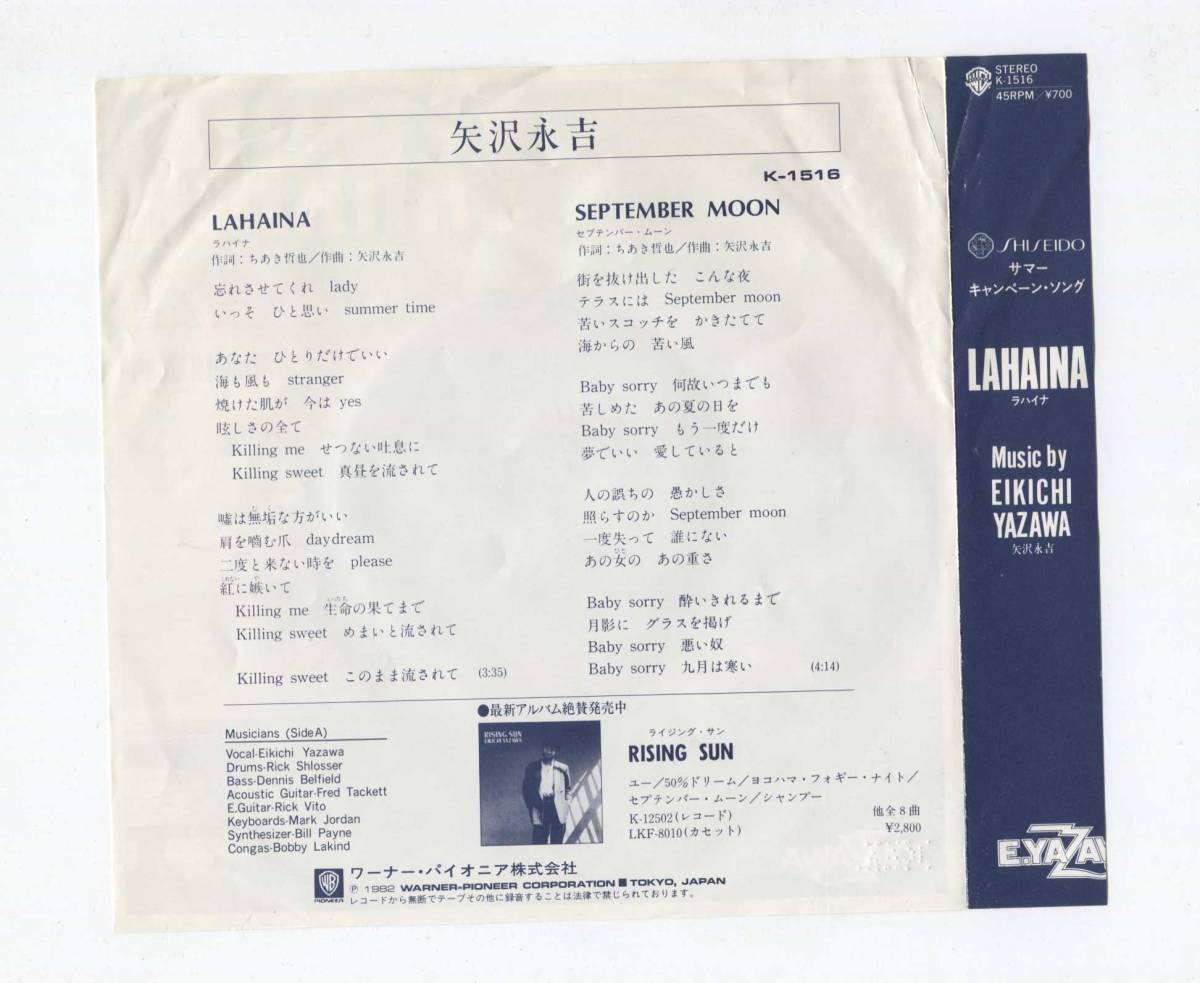 矢沢永吉
K-1516
LAHAINA
ラハイナ
作詞：ちあき哲也／作曲：矢沢永吉
忘れさせてくれ lady
いっそ ひと思い summer time
あなた ひとりだけでいい
海も風も stranger
焼けた肌が 今は yes
眩しさの全て
Killing me せつない吐息に
Killing sweet 真昼を流されて
嘘は無垢な方がいい
肩を噛む爪 daydream
二度と来ない時を please
紅に嫉いて
Killing me 生命の果てまで
Killing sweet めまいと流されて
Killing sweet このまま流されて (3:35)
SEPTEMBER MOON
セプテンバー・ムーン
作詞：ちあき哲也／作曲：矢沢永吉
街を抜け出した こんな夜
テラスには September moon
苦いスコッチを かきたてて
海からの 苦い風
Baby sorry 何故いつまでも
苦しめた あの夏の日を
Baby sorry もう一度だけ
夢でいい 愛していると
人の誤ちの 愚かしさ
照らすのか September moon
一度失って 誰にない
あの女の あの重さ
Baby sorry 酔いきれるまで
月影に グラスを掲げ
Baby sorry 悪い奴
Baby sorry 九月は寒い (4:14)
Musicians (SideA)
Vocal-Eikichi Yazawa
Drums-Rick Shlosser
Bass-Dennis Belfield
Acoustic Guitar-Fred Tackett
E.Guitar-Rick Vito
Keyboards-Mark Jordan
Synthesizer-Bill Payne
Congas-Bobby Lakind
●最新アルバム絶賛発売中
RISING SUN
EIKICHI YAZAWA
ライジング・サン
RISING SUN
ユー／50％ドリーム／ヨコハマ・フォギー・ナイト／
セプテンバー・ムーン／シャンプー
他全8曲
K-12502(レコード)
¥2,800
LKF-8010(カセット)
PIONEER
ワーナー・パイオニア株式会社
Ⓟ 1982 WARNER-PIONEER CORPORATION ■ TOKYO, JAPAN
レコードから無断でテープその他に録音することは法律で禁じられております。
STEREO
K-1516
45RPM／¥700
SHISEIDO
サマー
キャンペーン・ソング
LAHAINA
ラハイナ
Music by
EIKICHI
YAZAWA
矢沢永吉
E.YAZAW